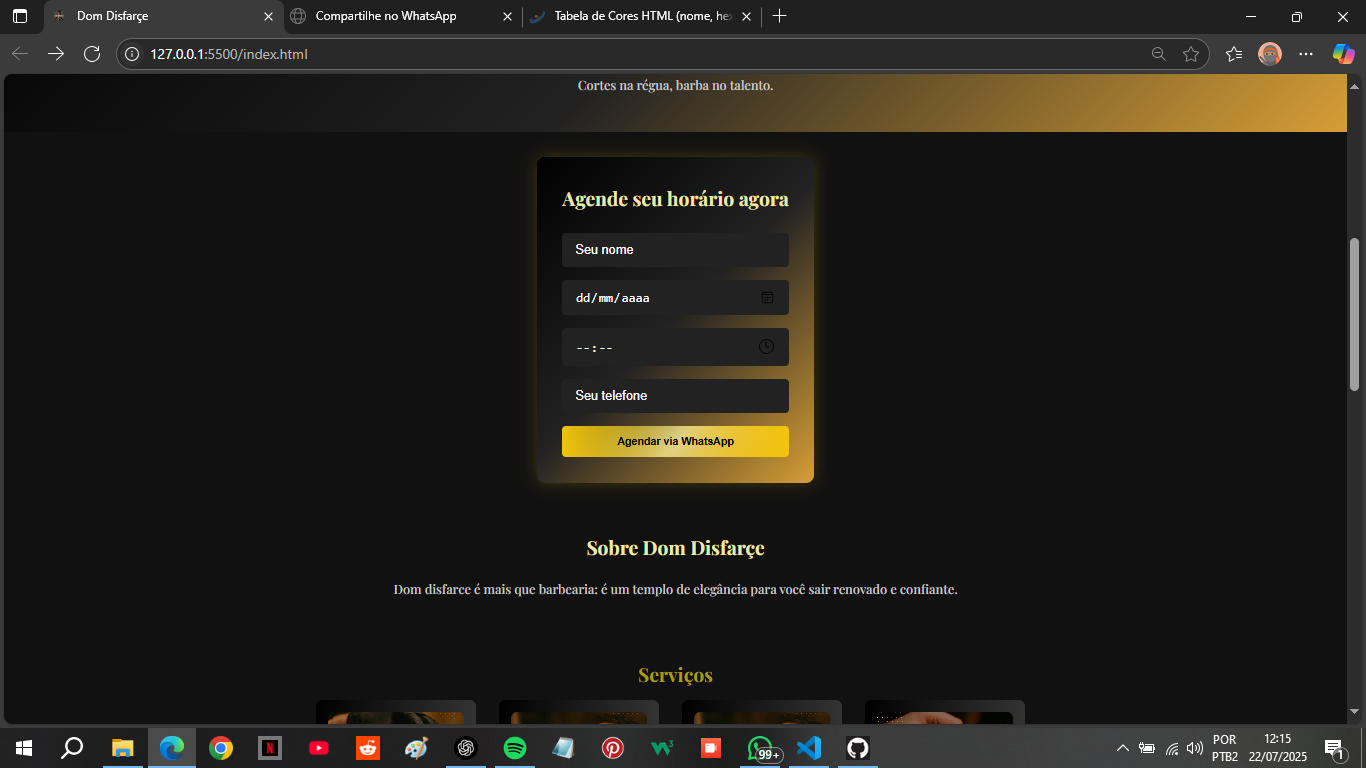 Dom Disfarçe
Compartilhe no WhatsApp
Tabela de Cores HTML (nome, hex
127.0.0.1:5500/index.html
Cortes na régua, barba no talento.
Agende seu horário agora
Seu nome
dd/mm/aaaa
--:--
Seu telefone
Agendar via WhatsApp
Sobre Dom Disfarçe
Dom disfarce é mais que barbearia: é um templo de elegância para você sair renovado e confiante.
Serviços
N
w3
99+
POR
PTB2
12:15
22/07/2025
1